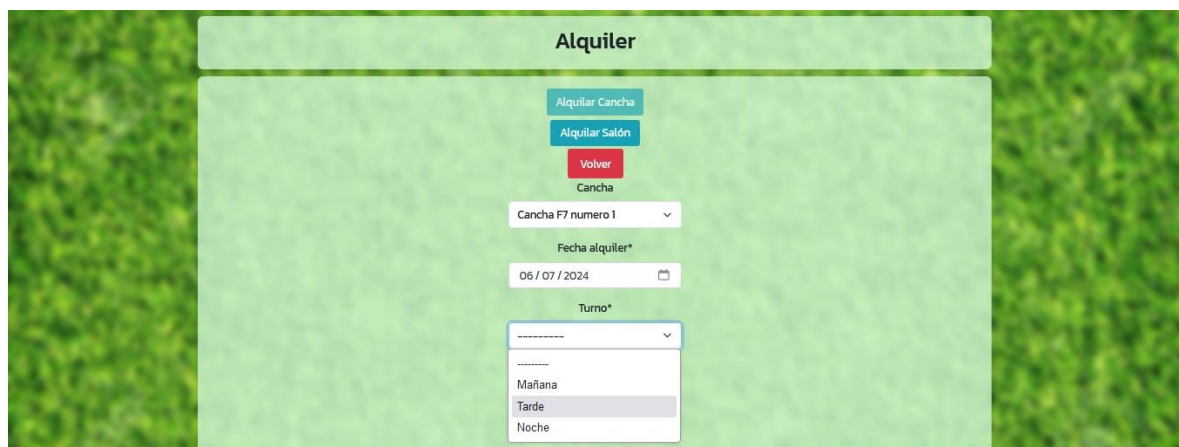 Alquiler
Alquilar Cancha
Alquilar Salón
Volver
Cancha
Cancha F7 numero 1
Fecha alquiler*
06 / 07 / 2024
Turno*
---------
---------
Mañana
Tarde
Noche